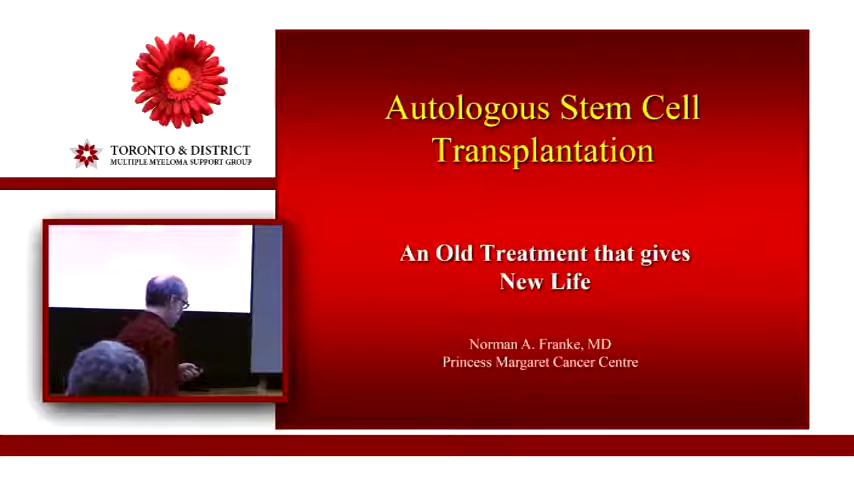 TORONTO & DISTRICT
MULTIPLE MYELOMA SUPPORT GROUP
Autologous Stem Cell
Transplantation
An Old Treatment that gives
New Life
Norman A. Franke, MD
Princess Margaret Cancer Centre